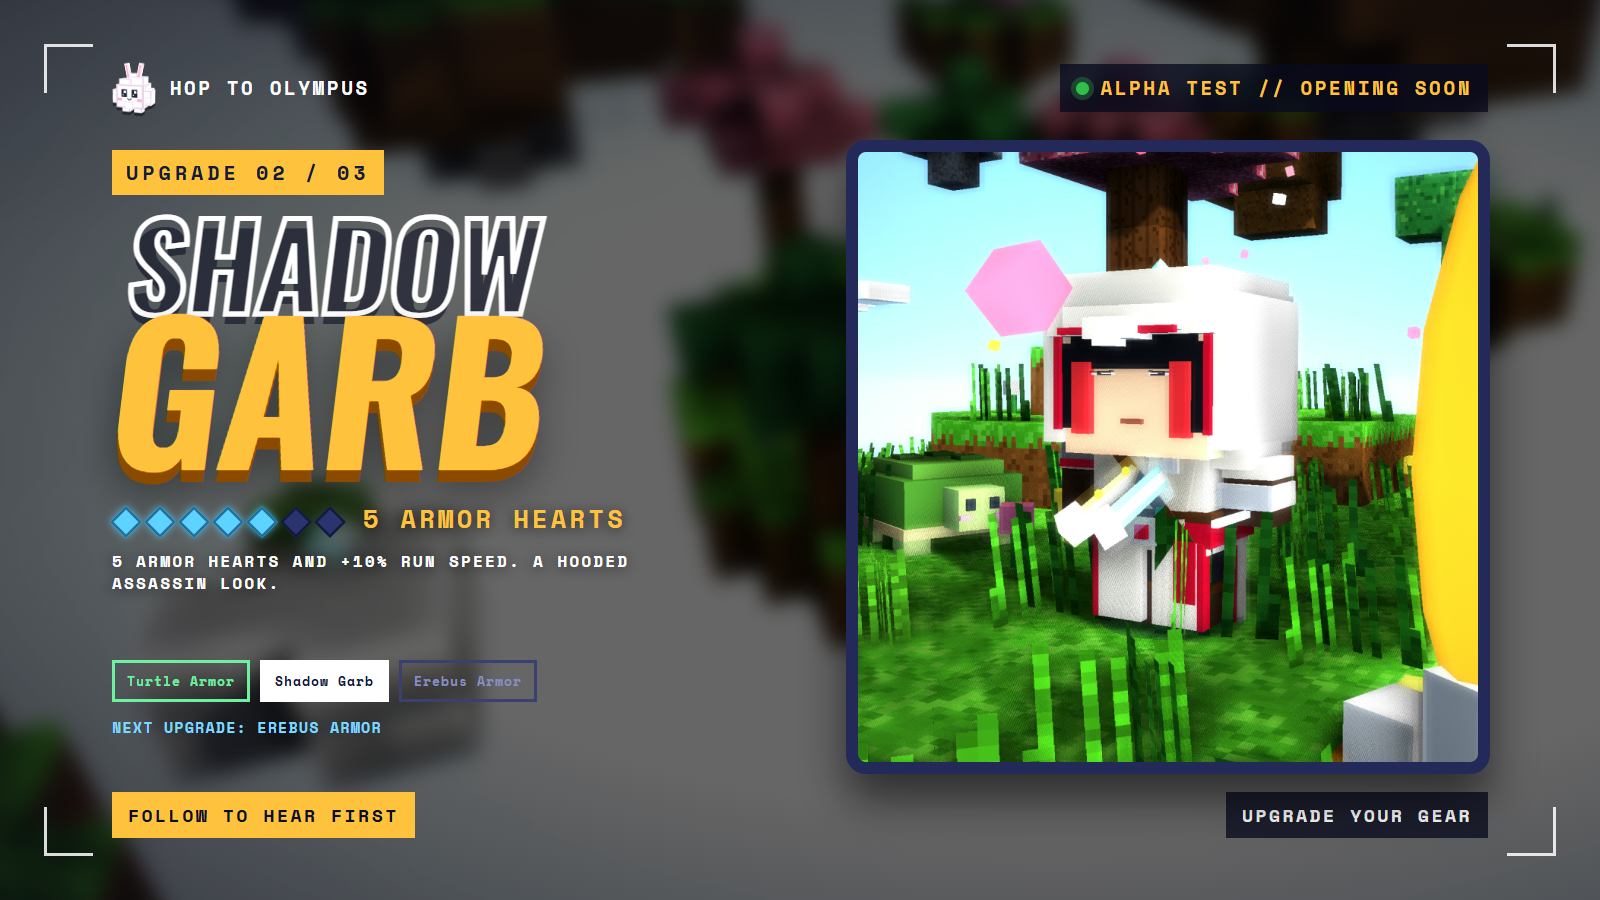 HOP TO OLYMPUS
ALPHA TEST // OPENING SOON
UPGRADE 02 / 03
SHADOW
GARB
5 ARMOR HEARTS
5 ARMOR HEARTS AND +10% RUN SPEED. A HOODED
ASSASSIN LOOK.
Turtle Armor
Shadow Garb
Erebus Armor
NEXT UPGRADE: EREBUS ARMOR
FOLLOW TO HEAR FIRST
UPGRADE YOUR GEAR